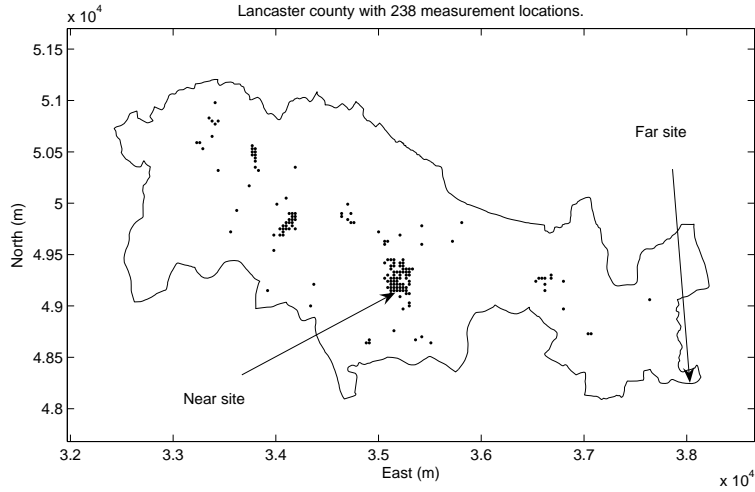 Lancaster county with 238 measurement locations.
x 10^4
5.15
5.1
5.05
5
4.95
4.9
4.85
4.8
North (m)
Far site
Near site
3.2
3.3
3.4
3.5
3.6
3.7
3.8
East (m)
x 10^4